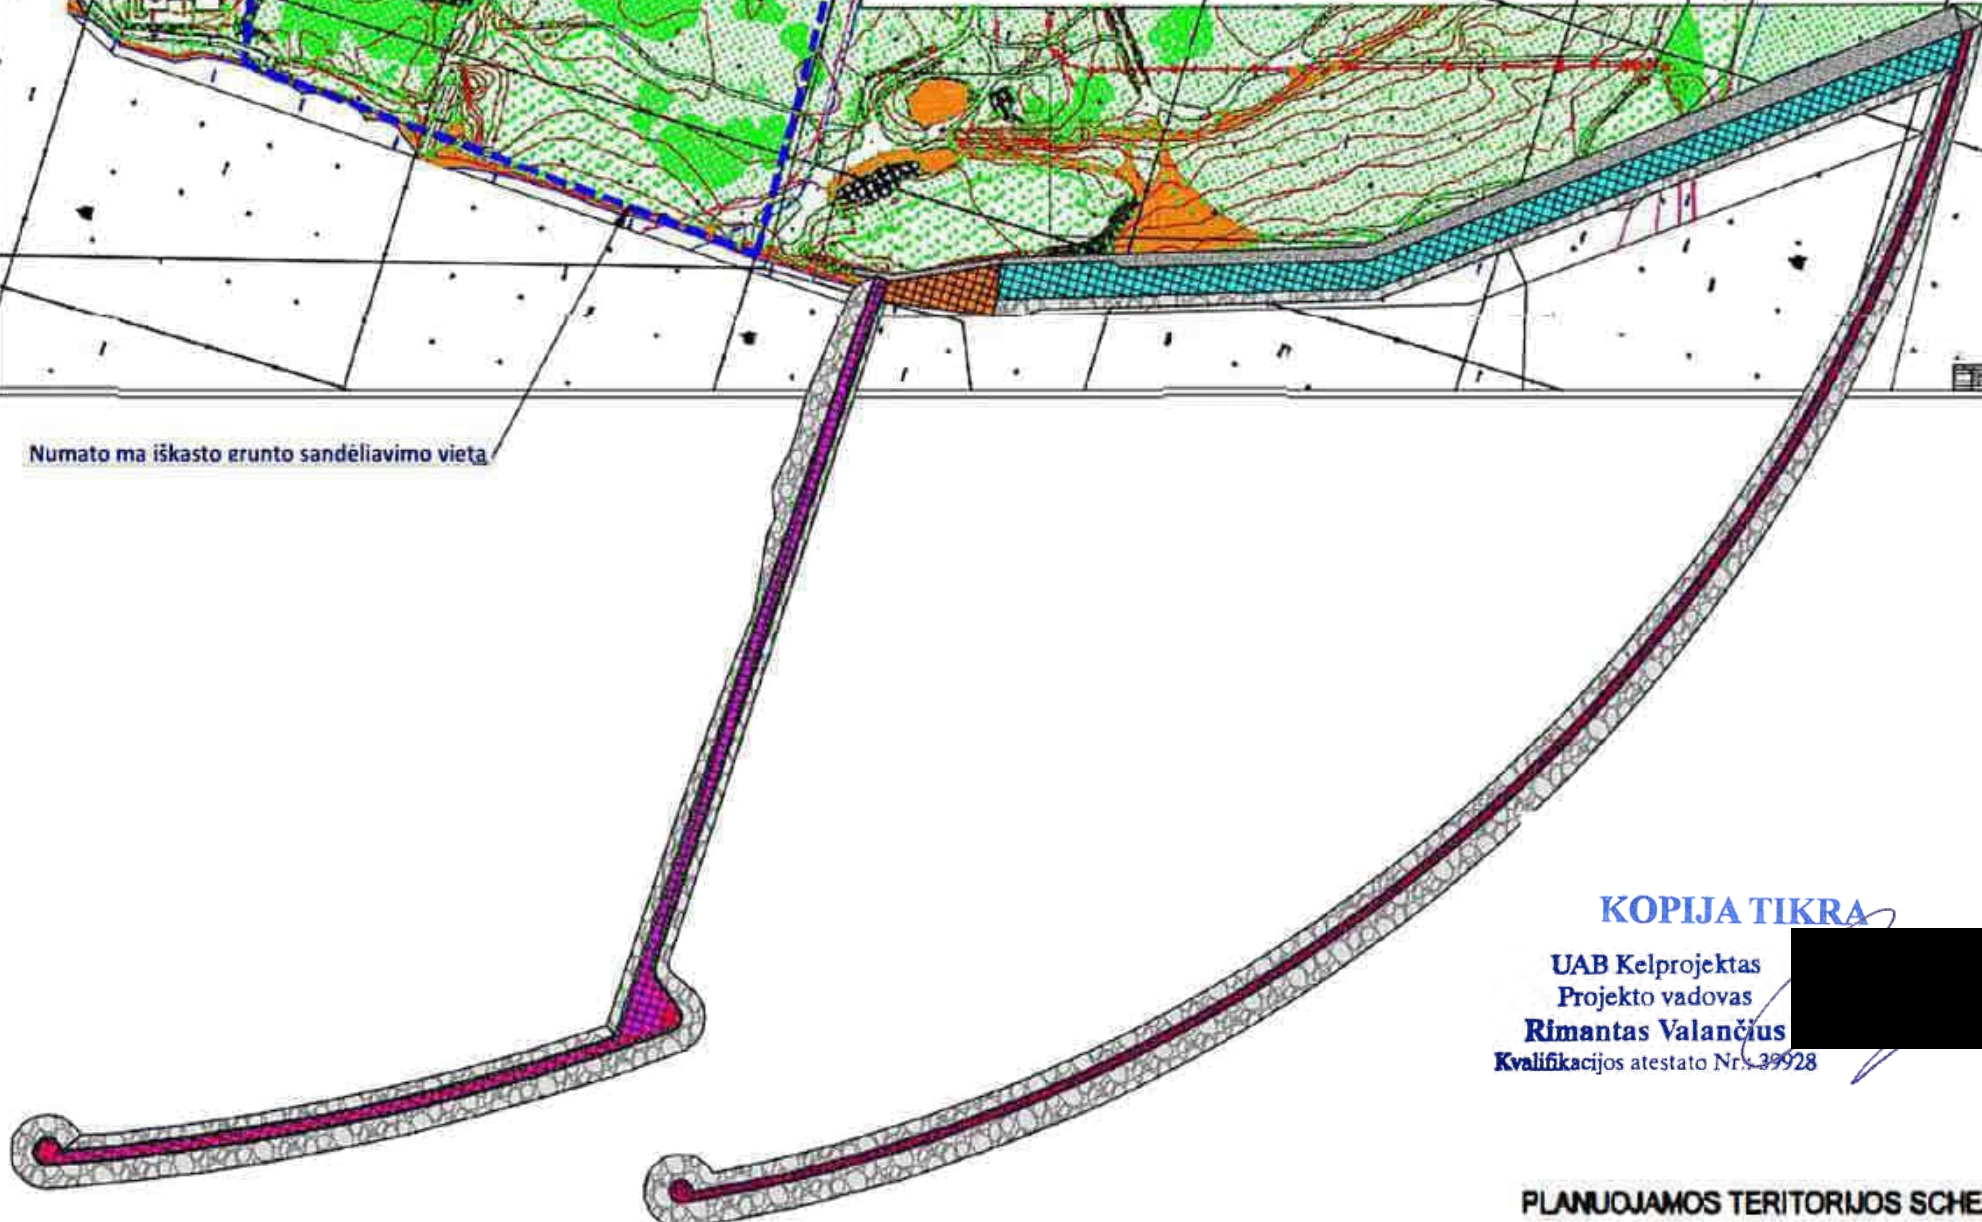 Numato ma iškasto grunto sandėliavimo vieta
KOPIJA TIKRA
UAB Kelprojektas
Projekto vadovas
Rimantas Valančius
Kvalifikacijos atestato Nr. 39928
PLANUOJAMOS TERITORIJOS SCHE